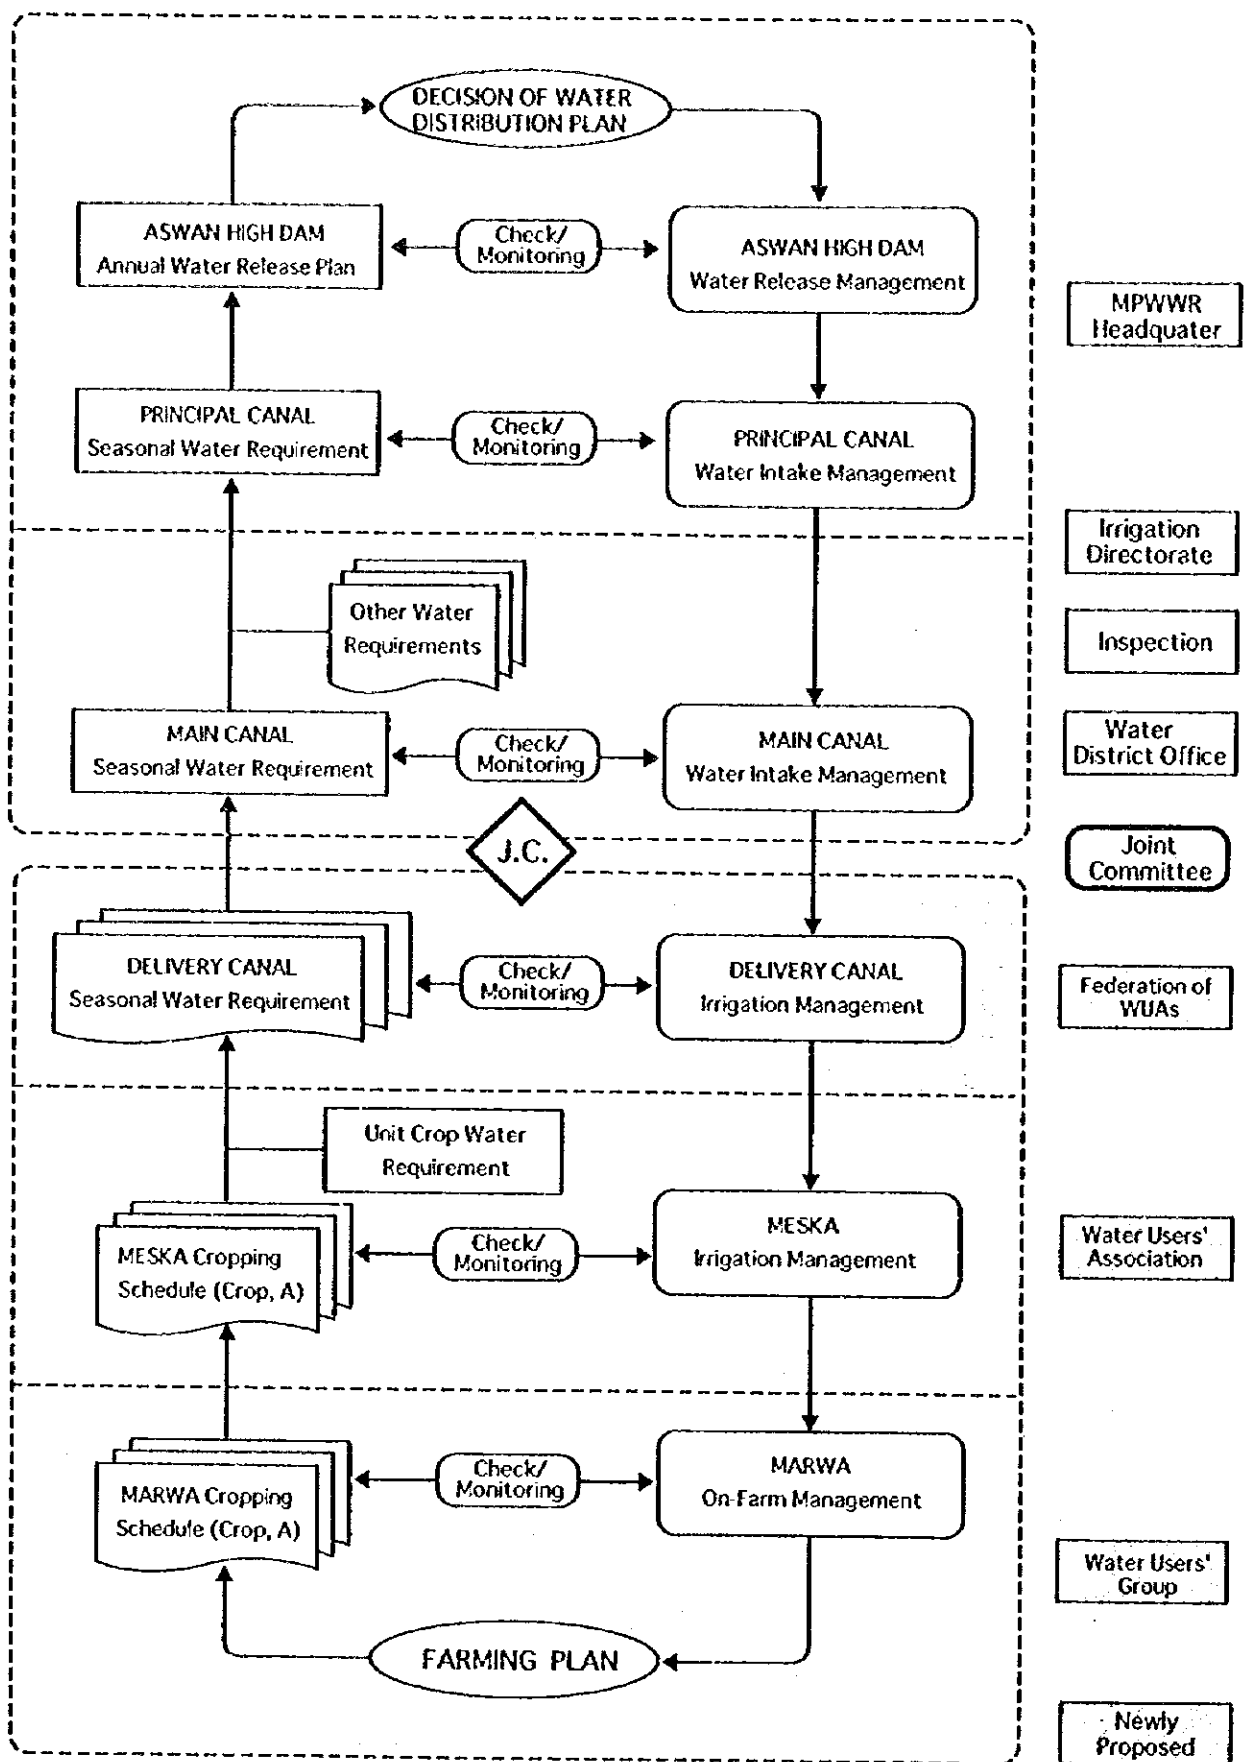 DECISION OF WATER
DISTRIBUTION PLAN
ASWAN HIGH DAM
Annual Water Release Plan
Check/
Monitoring
ASWAN HIGH DAM
Water Release Management
MPWWR
Headquater
PRINCIPAL CANAL
Seasonal Water Requirement
Check/
Monitoring
PRINCIPAL CANAL
Water Intake Management
Irrigation
Directorate
Other Water
Requirements
Inspection
MAIN CANAL
Seasonal Water Requirement
Check/
Monitoring
MAIN CANAL
Water Intake Management
Water
District Office
J.C.
Joint
Committee
DELIVERY CANAL
Seasonal Water Requirement
Check/
Monitoring
DELIVERY CANAL
Irrigation Management
Federation of
WUAs
Unit Crop Water
Requirement
MESKA Cropping
Schedule (Crop, A)
Check/
Monitoring
MESKA
Irrigation Management
Water Users'
Association
MARWA Cropping
Schedule (Crop, A)
Check/
Monitoring
MARWA
On-Farm Management
Water Users'
Group
FARMING PLAN
Newly
Proposed